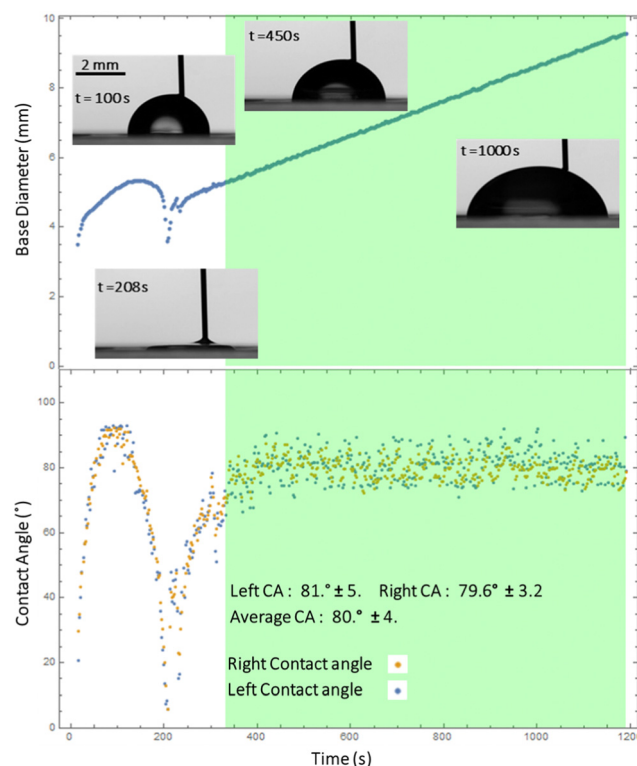 10
8
6
4
2
0
Base Diameter (mm)
t=450s
2 mm
t=100s
t=1000s
t=208s
100
80
60
40
20
0
Contact Angle (°)
Left CA : 81.° ± 5. Right CA : 79.6° ± 3.2
Average CA : 80.° ± 4.
Right Contact angle
Left Contact angle
0 200 400 600 800 1000 120
Time (s)